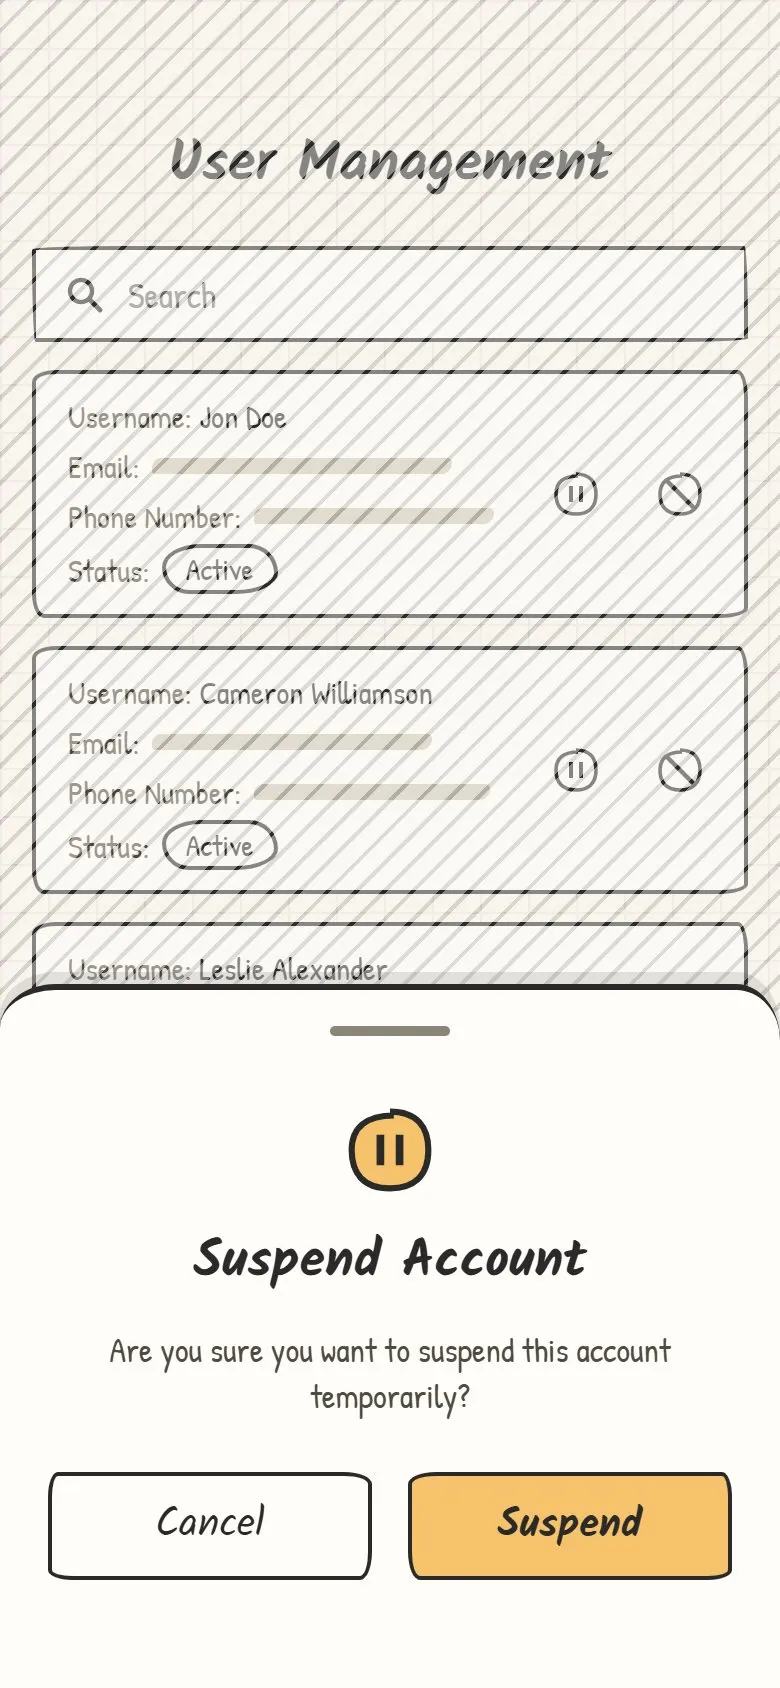 User Management
Search
Username: Jon Doe
Email:
Phone Number:
Status: Active
Username: Cameron Williamson
Email:
Phone Number:
Status: Active
Username: Leslie Alexander
Suspend Account
Are you sure you want to suspend this account
temporarily?
Cancel Suspend